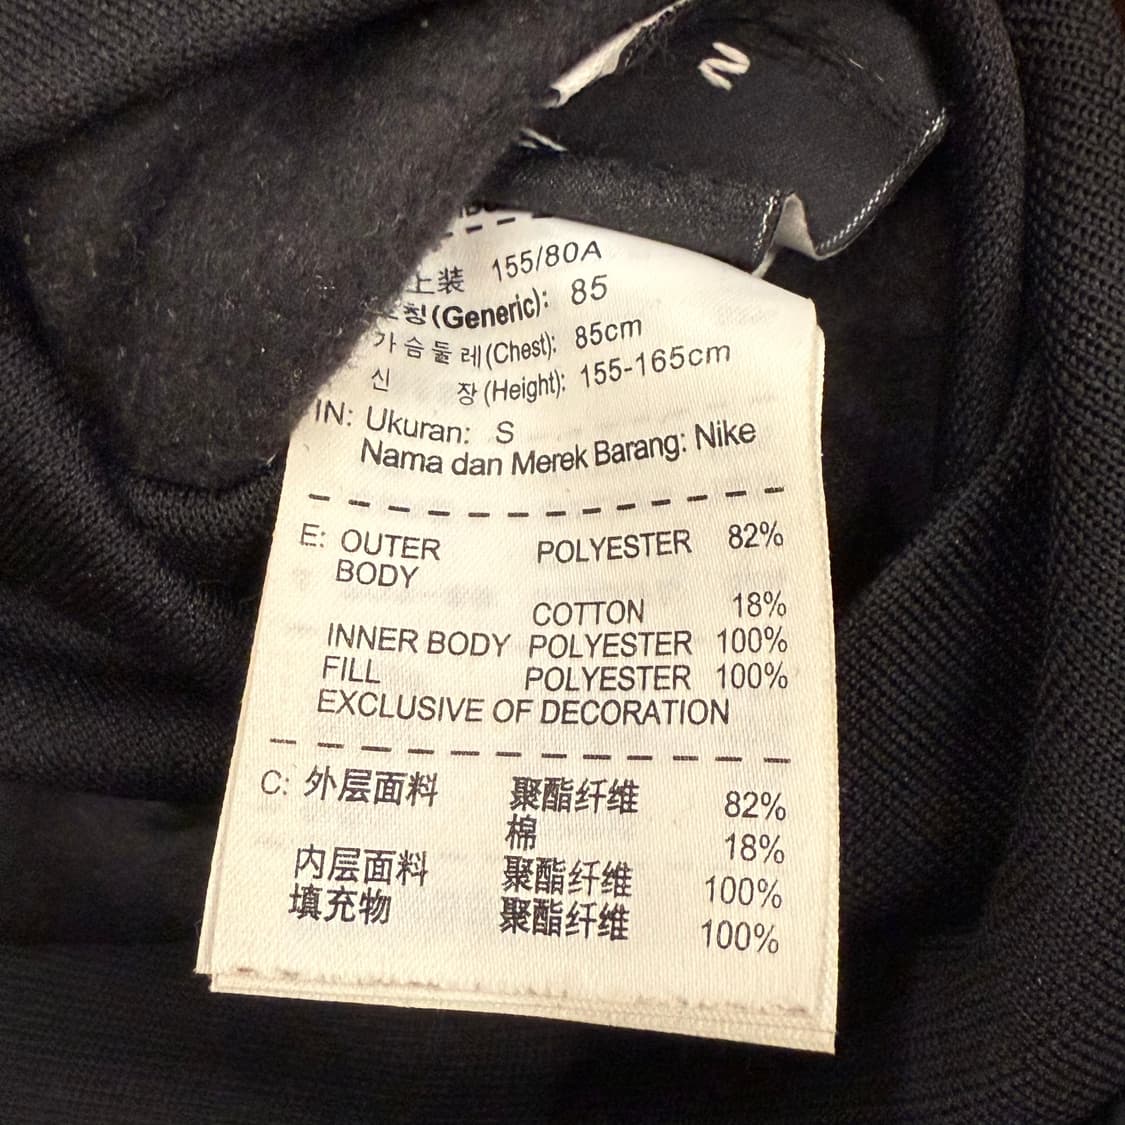 上装 155/80A
칭(Generic): 85
가슴둘레(Chest): 85cm
신 장(Height): 155-165cm
IN: Ukuran: S
Nama dan Merek Barang: Nike
E: OUTER BODY POLYESTER 82%
COTTON 18%
INNER BODY POLYESTER 100%
FILL POLYESTER 100%
EXCLUSIVE OF DECORATION
C: 外层面料 聚酯纤维 82%
棉 18%
内层面料 聚酯纤维 100%
填充物 聚酯纤维 100%